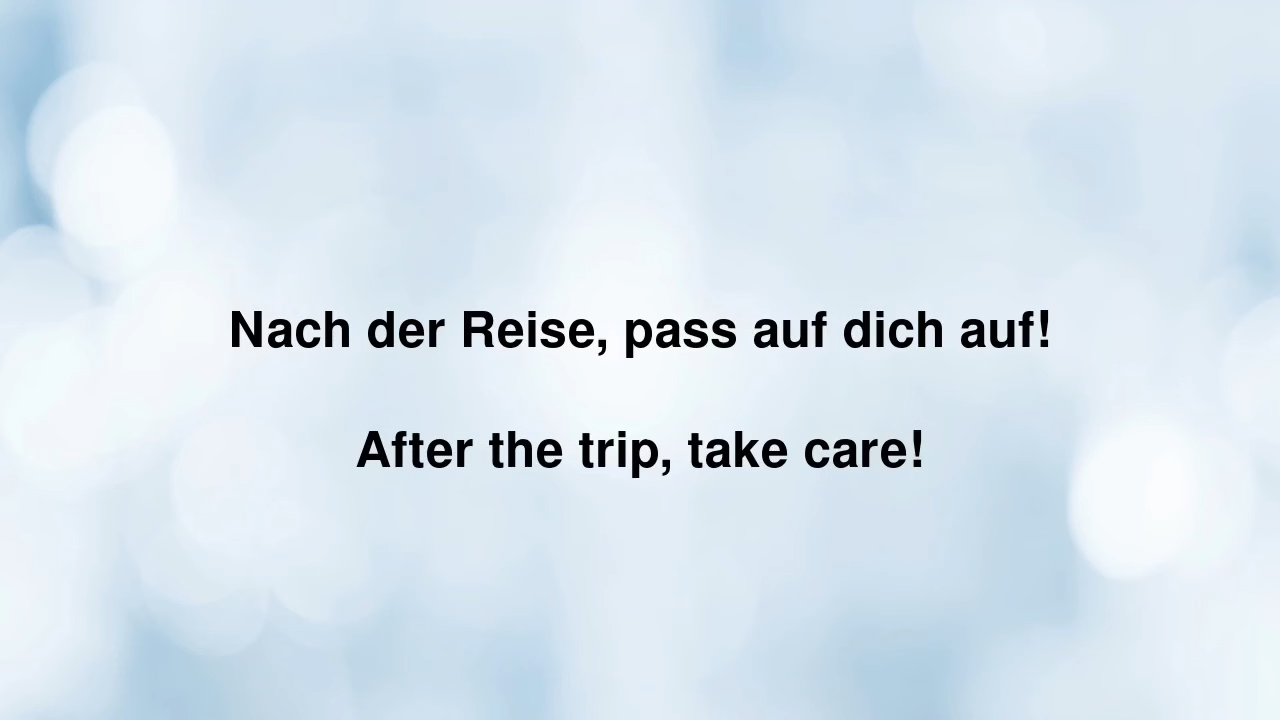 Nach der Reise, pass auf dich auf!
After the trip, take care!